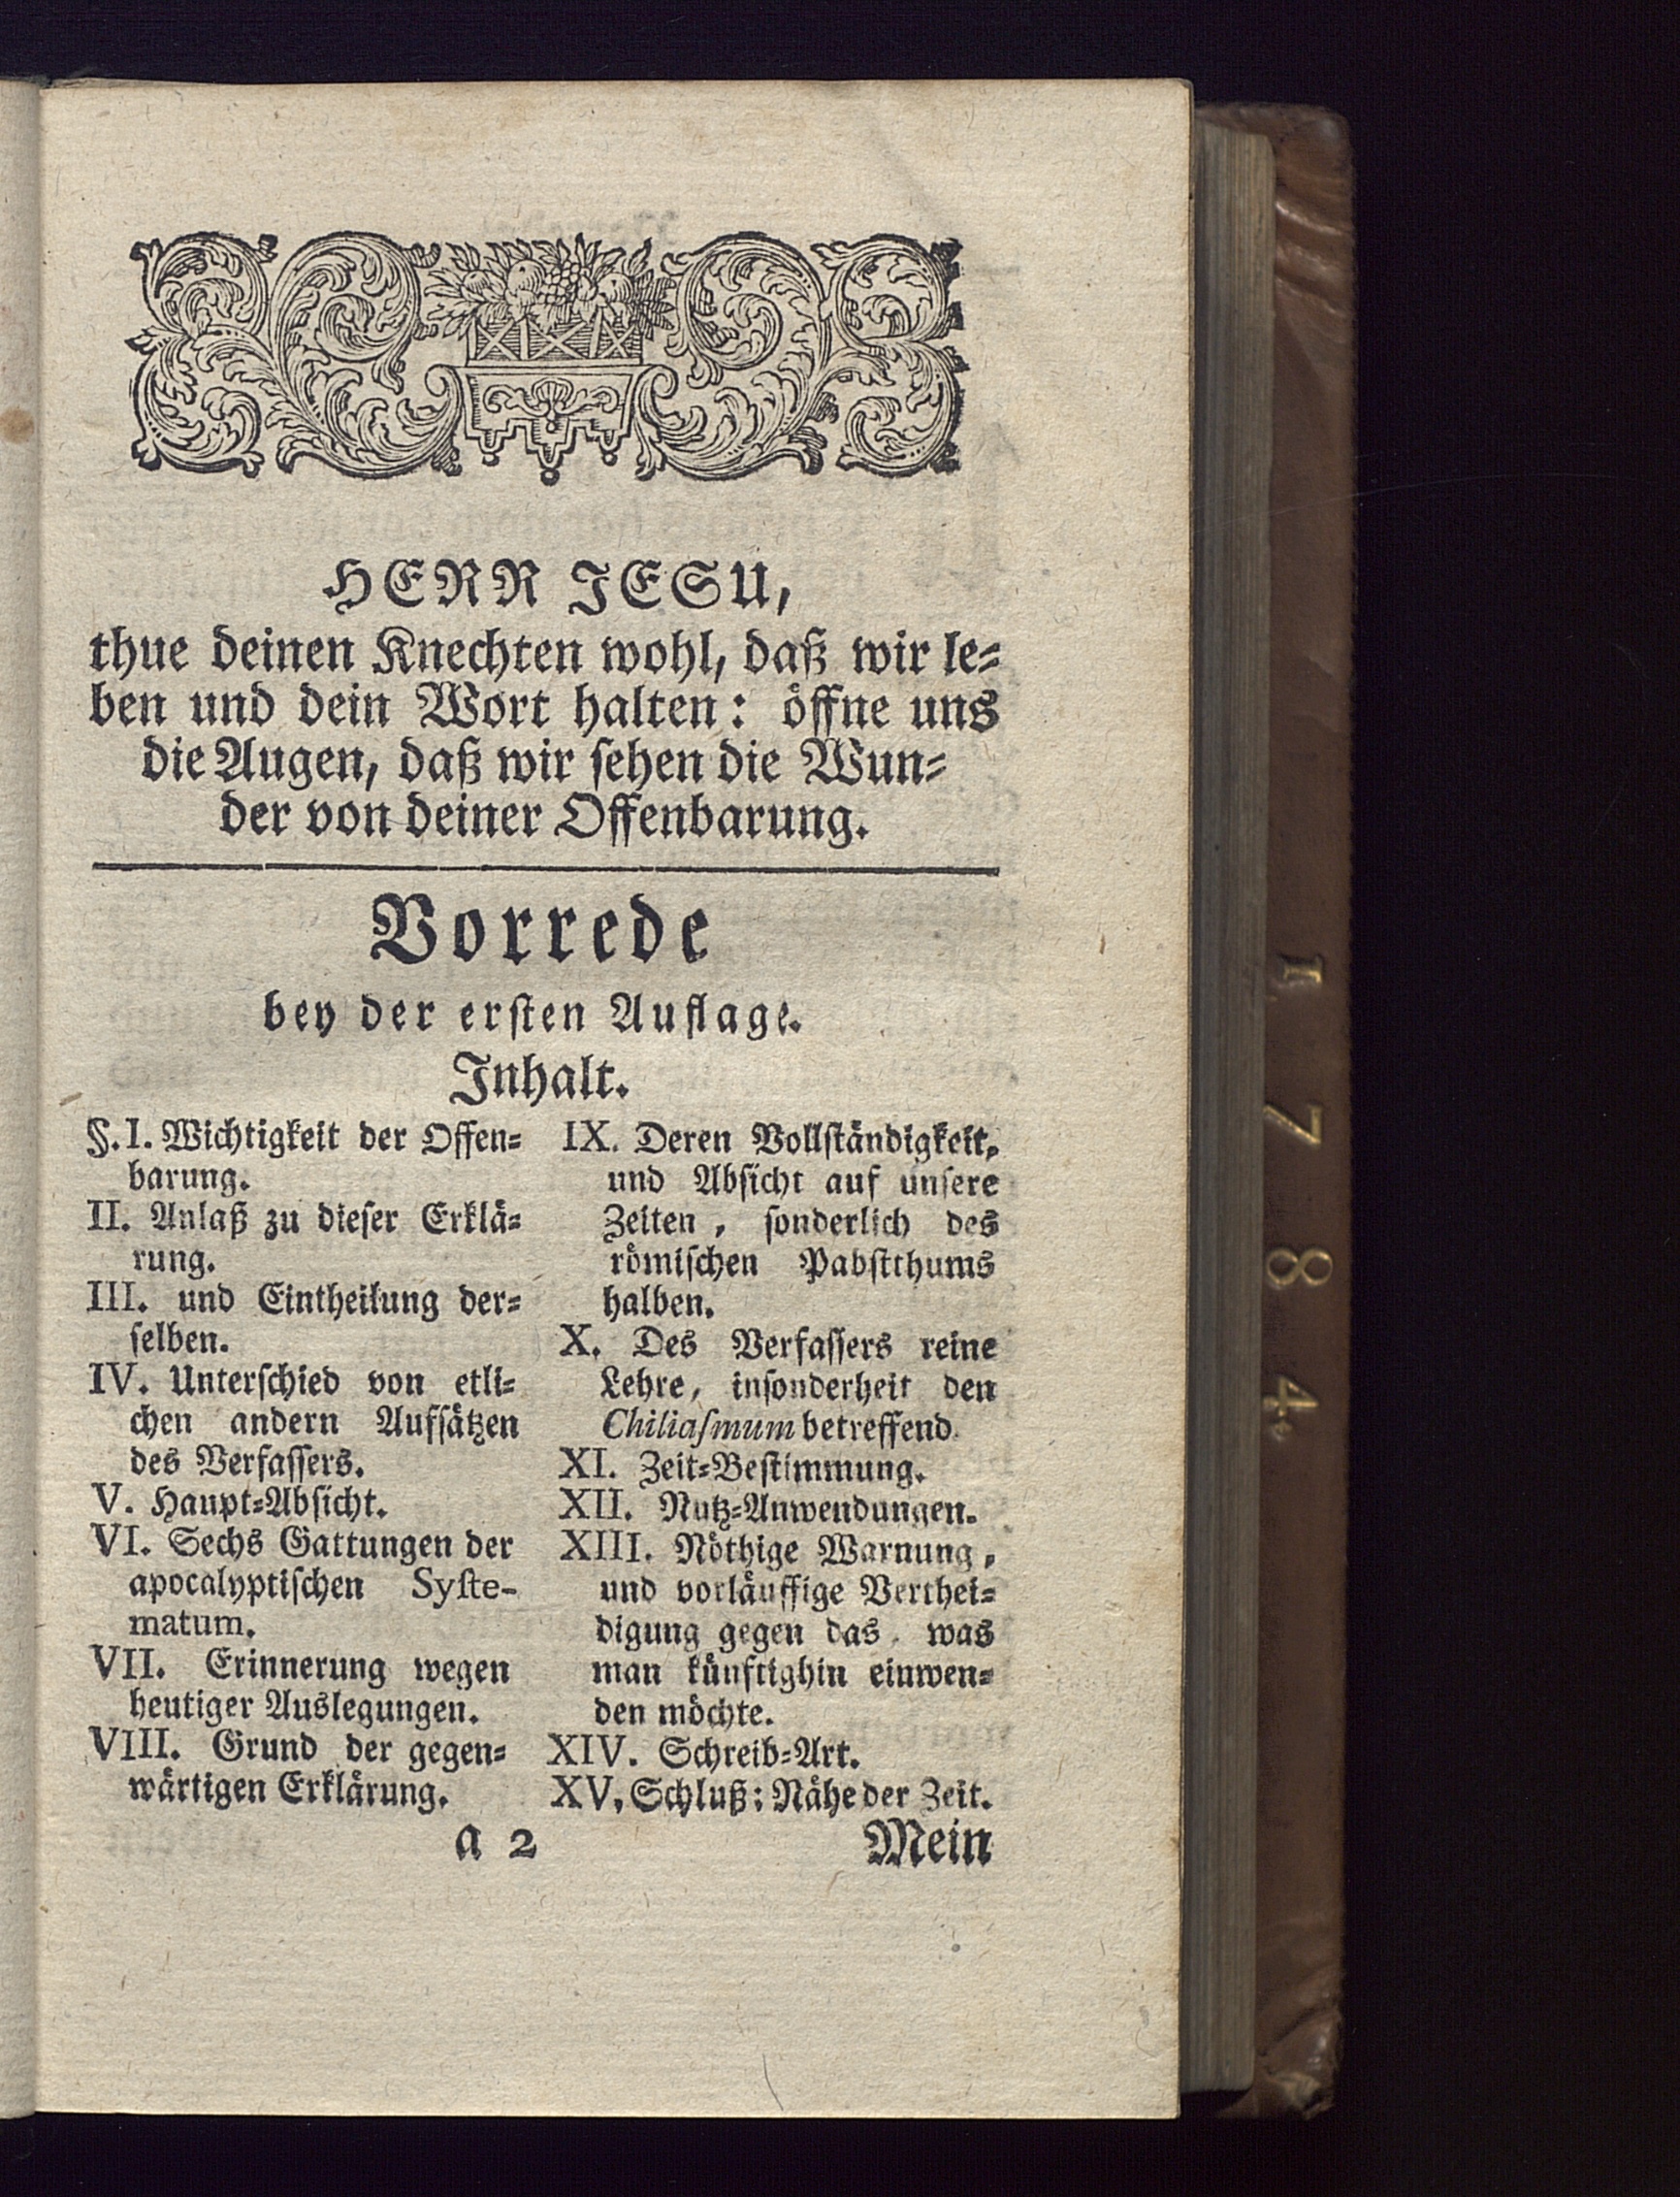 HERR JESU,
thue deinen Knechten wohl, daß wir le⸗
ben und dein Wort halten: öffne uns
die Augen, daß wir sehen die Wun⸗
der von deiner Offenbarung.
Vorrede
bey der ersten Auflage.
Inhalt.
§. I. Wichtigkeit der Offen⸗
barung.
II. Anlaß zu dieser Erklä⸗
rung.
III. und Eintheilung der⸗
selben.
IV. Unterschied von etli⸗
chen andern Aufsätzen
des Verfassers.
V. Haupt⸗Absicht.
VI. Sechs Gattungen der
apocalyptischen Syste-
matum.
VII. Erinnerung wegen
heutiger Auslegungen.
VIII. Grund der gegen⸗
wärtigen Erklärung.
IX. Deren Vollständigkeit,
und Absicht auf unsere
Zeiten, sonderlich des
römischen Pabstthums
halben.
X. Des Verfassers reine
Lehre, insonderheit den
Chiliasmum betreffend.
XI. Zeit⸗Bestimmung.
XII. Nutz⸗Anwendungen.
XIII. Nöthige Warnung,
und vorläuffige Verthei⸗
digung gegen das, was
man künftighin einwen⸗
den möchte.
XIV. Schreib⸗Art.
XV, Schluß: Nähe der Zeit.
a 2
Mein
1784.